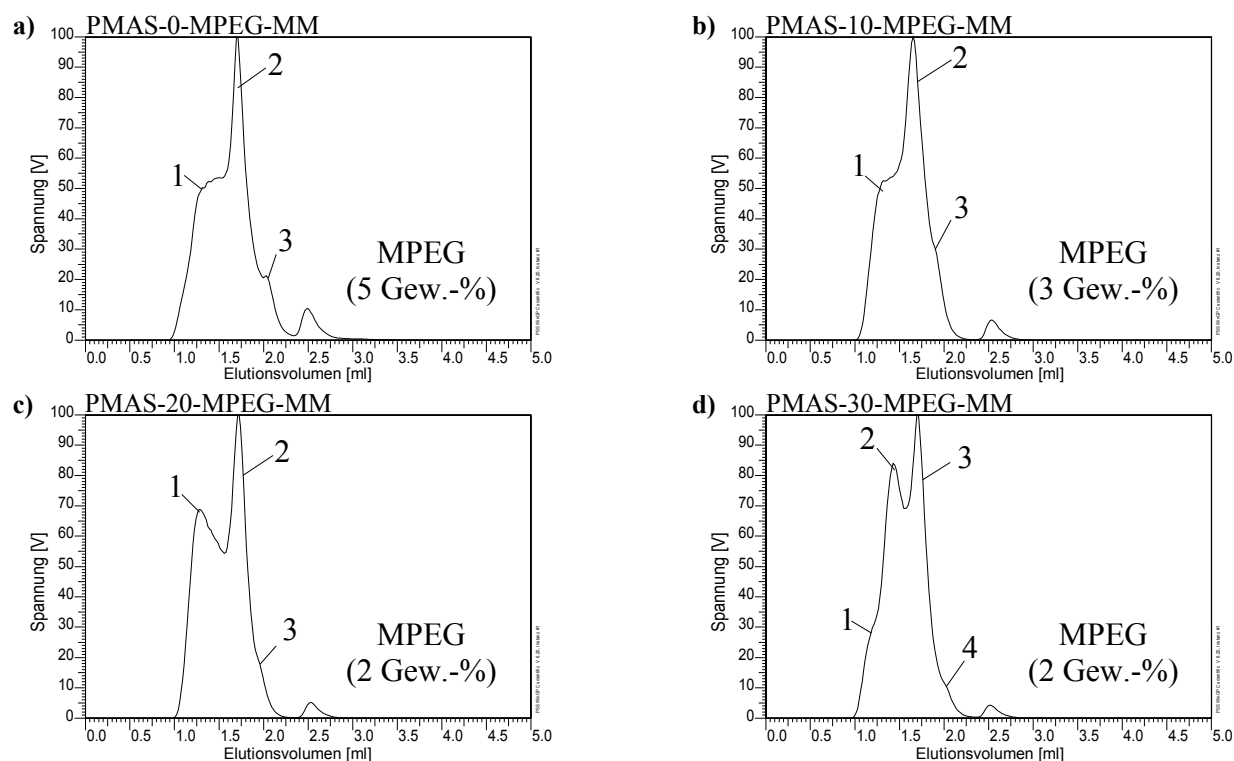 a) PMAS-0-MPEG-MM
100
90
80
70
60
50
40
30
20
10
0
Spannung [V]
1
2
3
MPEG
(5 Gew.-%)
0.0 0.5 1.0 1.5 2.0 2.5 3.0 3.5 4.0 4.5 5.0
Elutionsvolumen [ml]
b) PMAS-10-MPEG-MM
100
90
80
70
60
50
40
30
20
10
0
Spannung [V]
1
2
3
MPEG
(3 Gew.-%)
0.0 0.5 1.0 1.5 2.0 2.5 3.0 3.5 4.0 4.5 5.0
Elutionsvolumen [ml]
c) PMAS-20-MPEG-MM
100
90
80
70
60
50
40
30
20
10
0
Spannung [V]
1
2
3
MPEG
(2 Gew.-%)
0.0 0.5 1.0 1.5 2.0 2.5 3.0 3.5 4.0 4.5 5.0
Elutionsvolumen [ml]
d) PMAS-30-MPEG-MM
100
90
80
70
60
50
40
30
20
10
0
Spannung [V]
1
2
3
4
MPEG
(2 Gew.-%)
0.0 0.5 1.0 1.5 2.0 2.5 3.0 3.5 4.0 4.5 5.0
Elutionsvolumen [ml]